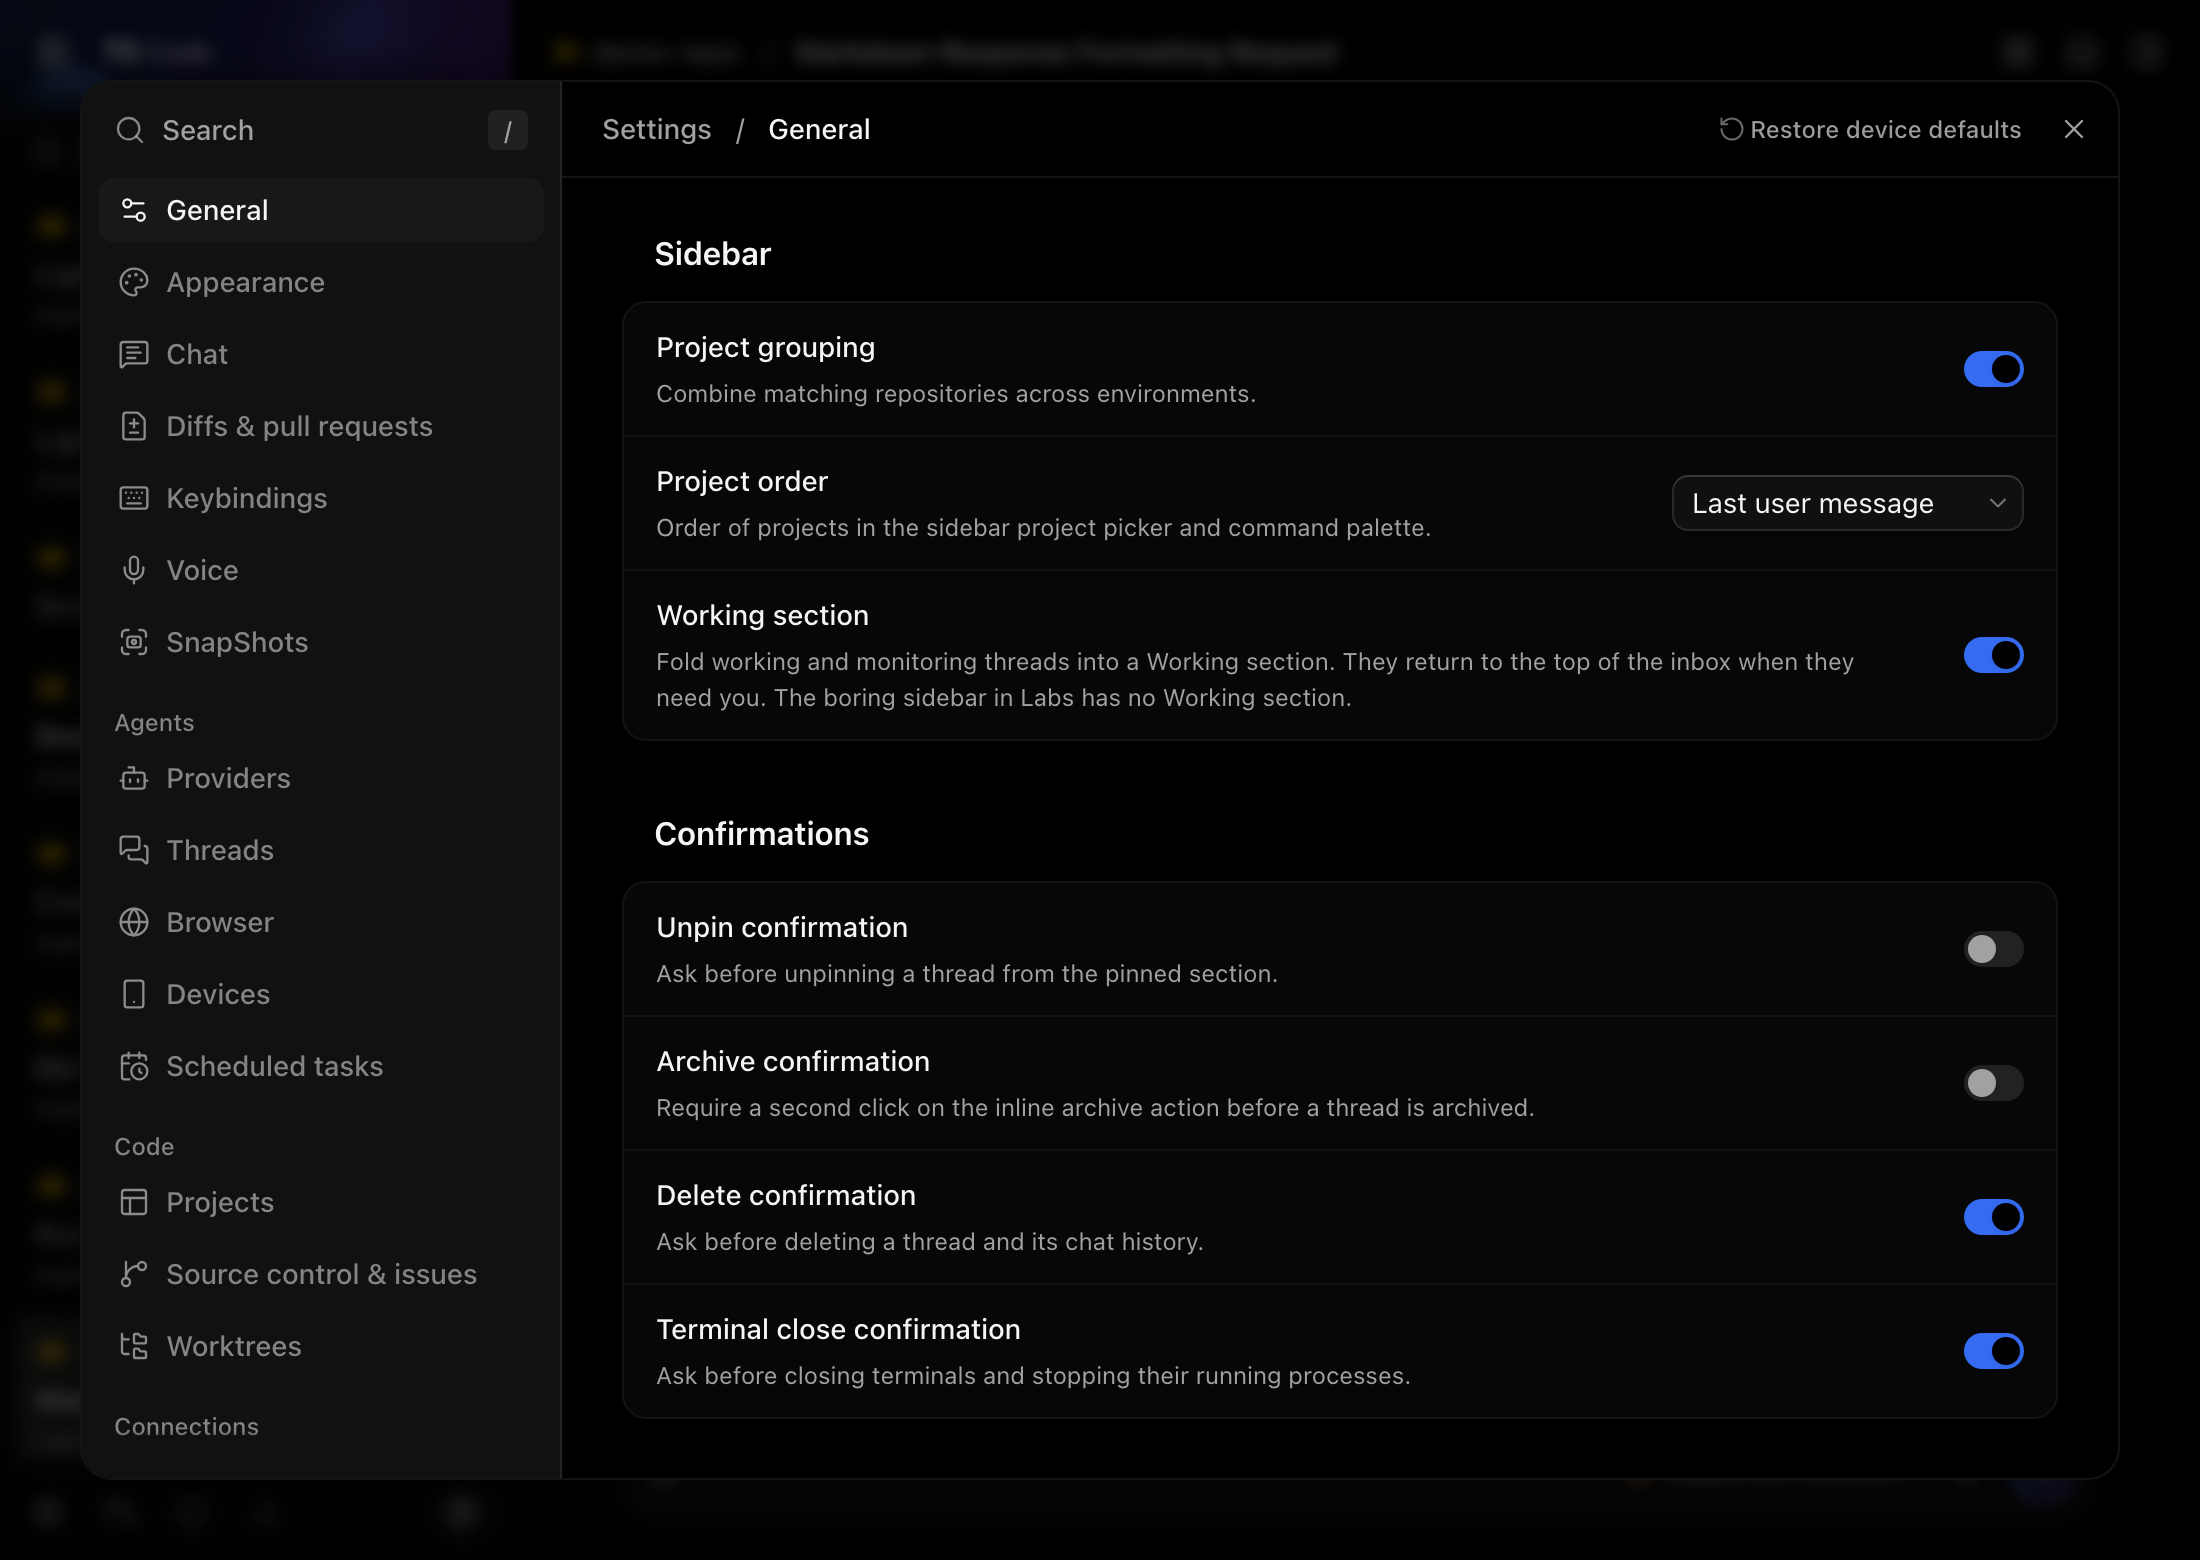 Search
/
General
Appearance
Chat
Diffs & pull requests
Keybindings
Voice
SnapShots
Agents
Providers
Threads
Browser
Devices
Scheduled tasks
Code
Projects
Source control & issues
Worktrees
Connections
Settings / General
Restore device defaults
Sidebar
Project grouping
Combine matching repositories across environments.
Project order
Order of projects in the sidebar project picker and command palette.
Last user message
Working section
Fold working and monitoring threads into a Working section. They return to the top of the inbox when they
need you. The boring sidebar in Labs has no Working section.
Confirmations
Unpin confirmation
Ask before unpinning a thread from the pinned section.
Archive confirmation
Require a second click on the inline archive action before a thread is archived.
Delete confirmation
Ask before deleting a thread and its chat history.
Terminal close confirmation
Ask before closing terminals and stopping their running processes.